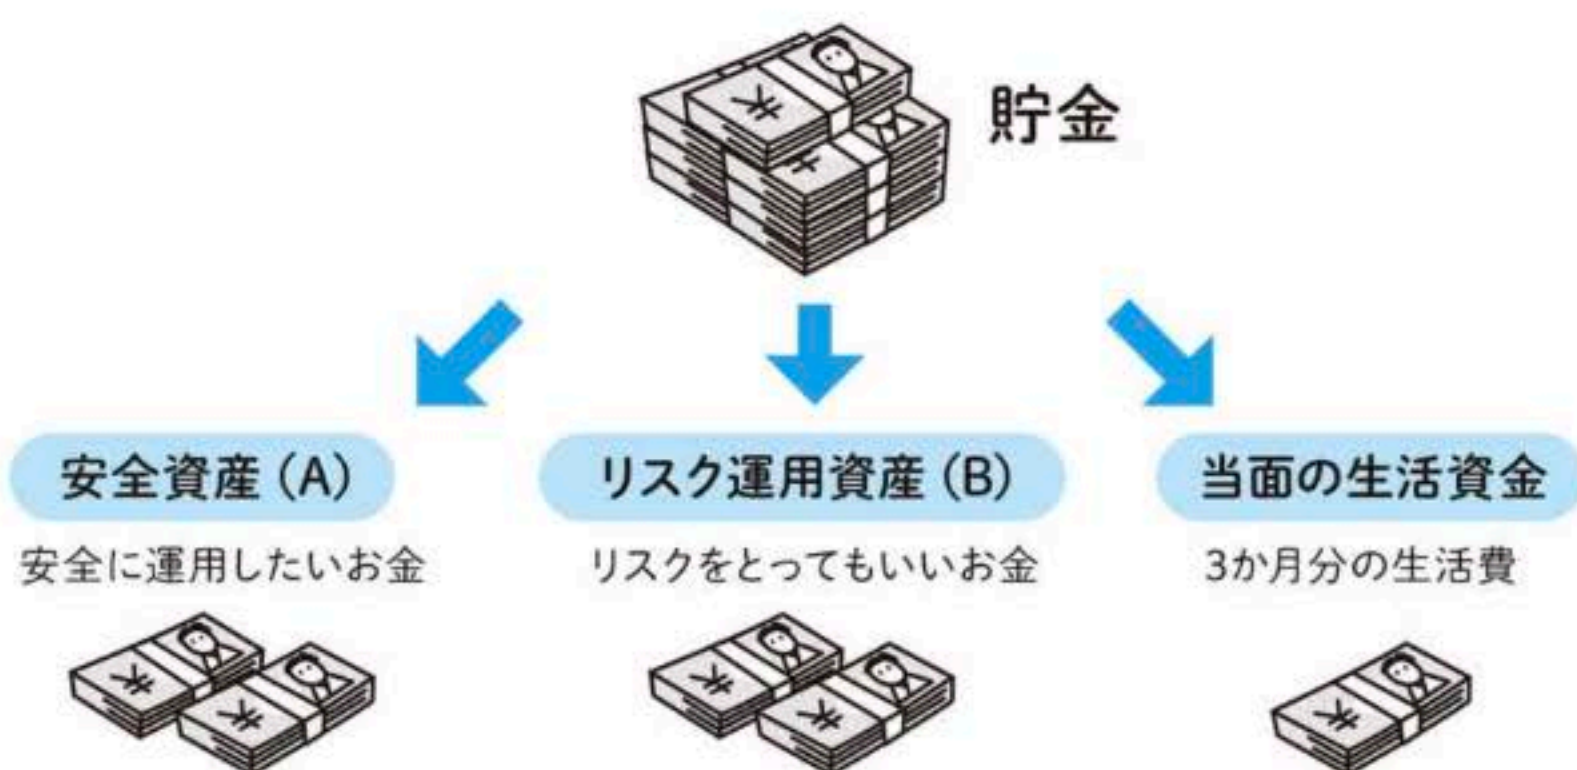 貯金
安全資産(A)
リスク運用資産(B)
当面の生活資金
安全に運用したいお金
リスクをとってもいいお金
3か月分の生活費